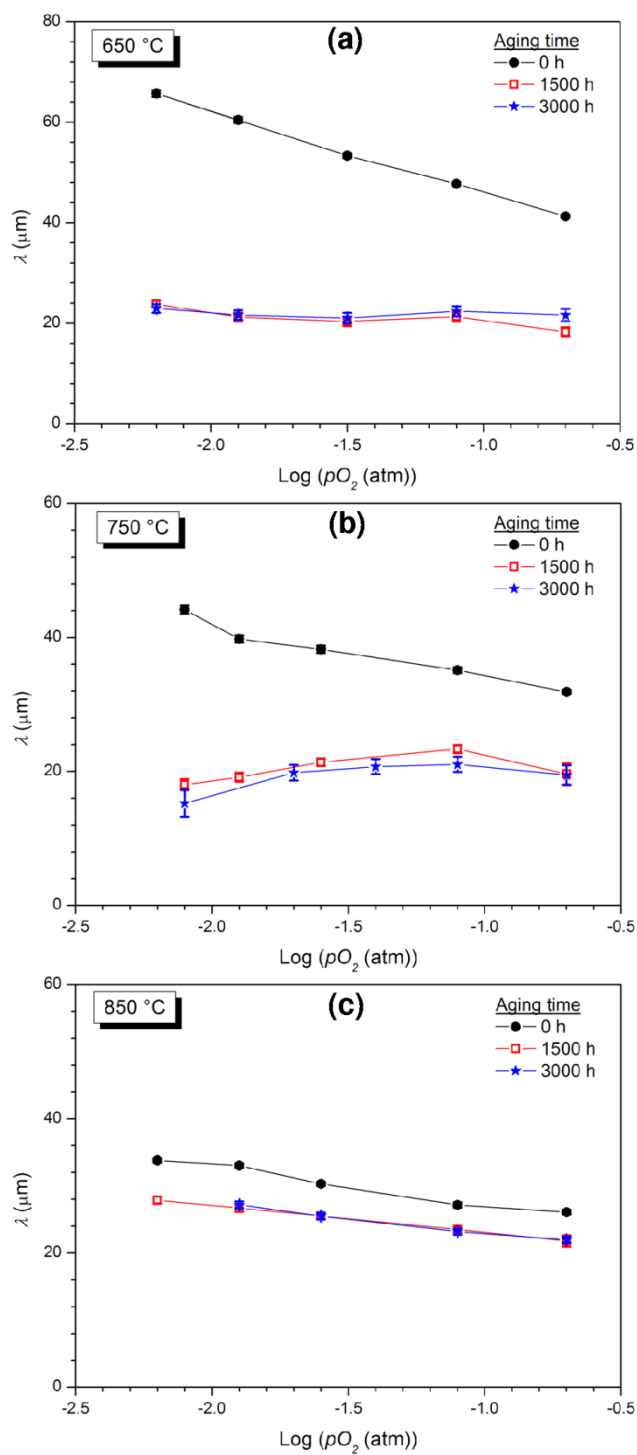 650 °C
(a)
Aging time
0 h
1500 h
3000 h
80
60
40
20
0
λ (μm)
-2.5
-2.0
-1.5
-1.0
-0.5
Log (pO2 (atm))
750 °C
(b)
Aging time
0 h
1500 h
3000 h
60
40
20
0
λ (μm)
-2.5
-2.0
-1.5
-1.0
-0.5
Log (pO2 (atm))
850 °C
(c)
Aging time
0 h
1500 h
3000 h
60
40
20
0
λ (μm)
-2.5
-2.0
-1.5
-1.0
-0.5
Log (pO2 (atm))